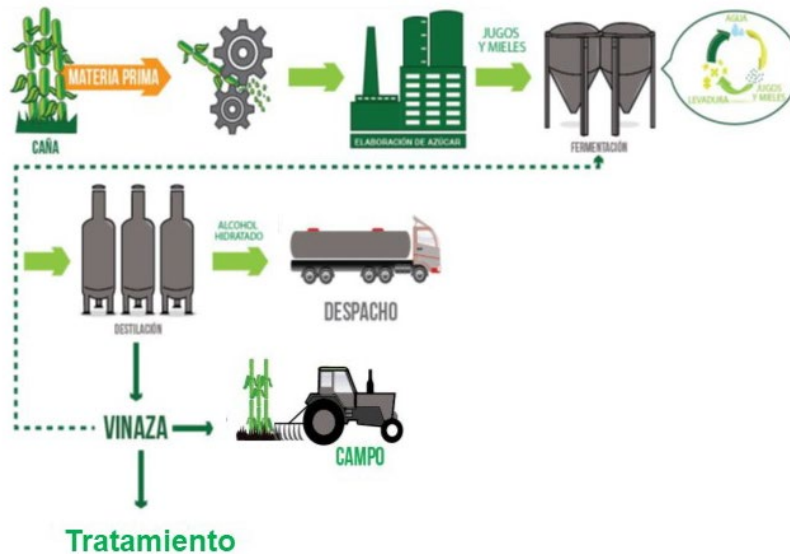 MATERIA PRIMA
CAÑA
ELABORACIÓN DE AZÚCAR
JUGOS
Y MIELES
FERMENTACIÓN
AGUA
LEVADURA
JUGOS
Y MIELES
DESTILACIÓN
ALCOHOL
HIDRATADO
DESPACHO
VINAZA
CAMPO
Tratamiento